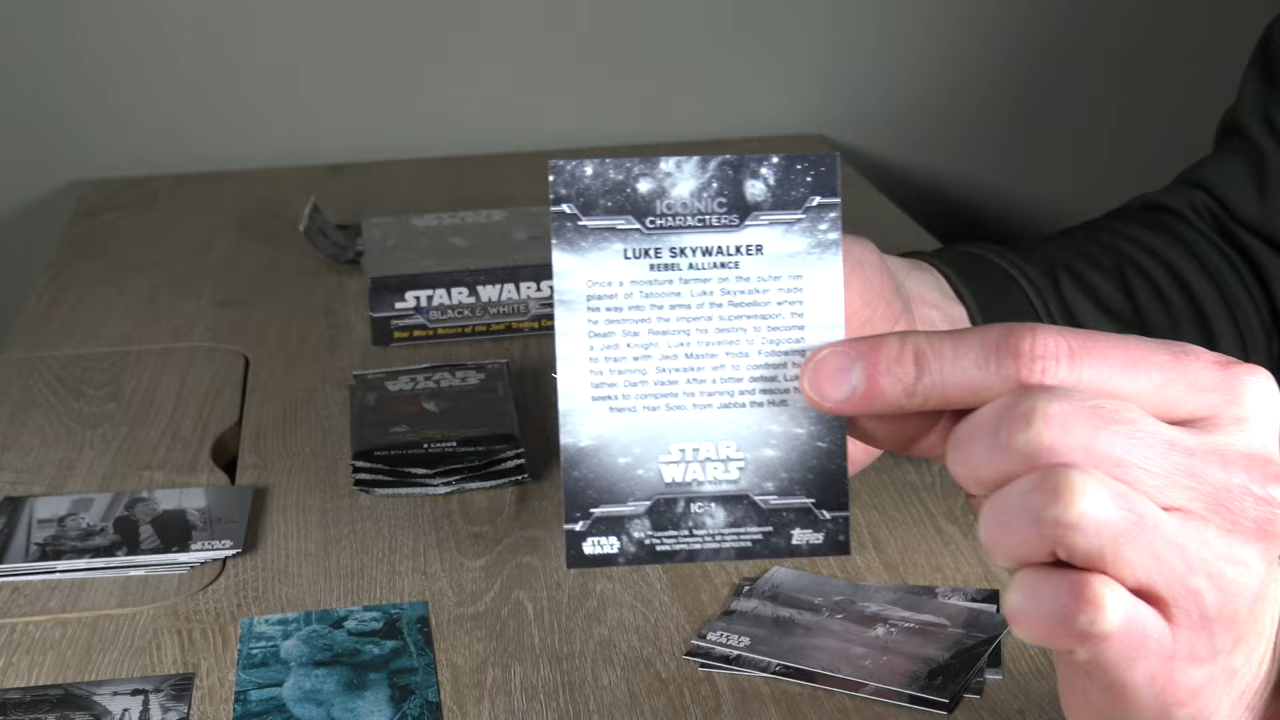 STAR WARS
STAR WARS
BLACK & WHITE
Star Wars: Return of the Jedi Trading
STAR
WARS
8 CARDS
ICONIC
CHARACTERS
LUKE SKYWALKER
REBEL ALLIANCE
Once a moisture farmer on the outer rim
planet of Tatooine, Luke Skywalker made
his way into the arms of the Rebellion where
he destroyed the Imperial superweapon, the
Death Star. Realizing his destiny to become
a Jedi Knight, Luke travelled to Dagobah
to train with Jedi Master Yoda. Following
his training, Skywalker left to confront
father, Darth Vader. After a bitter defeat,
seeks to complete his training and rescue
friend, Han Solo, from Jabba the Hutt.
STAR
WARS
IC-1
STAR
WARS
Topps
STAR
WARS
STAR
WARS